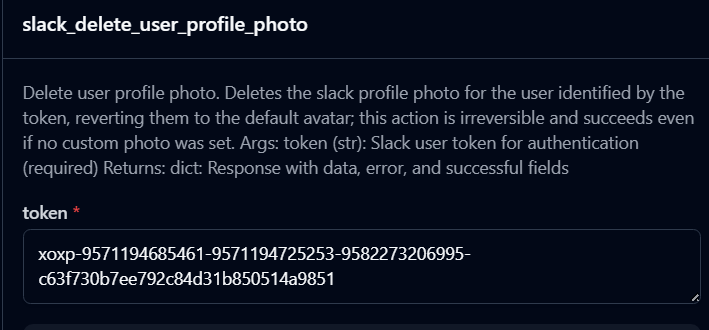 slack_delete_user_profile_photo
Delete user profile photo. Deletes the slack profile photo for the user identified by the
token, reverting them to the default avatar; this action is irreversible and succeeds even
if no custom photo was set. Args: token (str): Slack user token for authentication
(required) Returns: dict: Response with data, error, and successful fields
token *
xoxp-9571194685461-9571194725253-9582273206995-
c63f730b7ee792c84d31b850514a9851